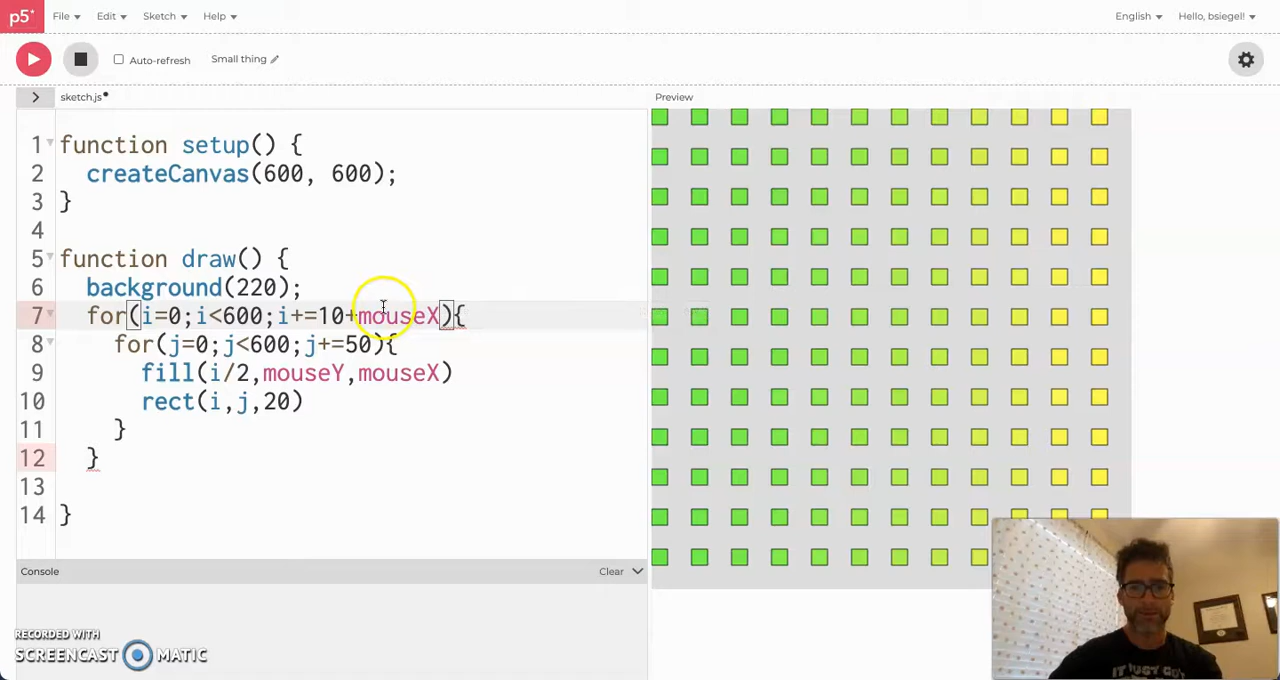 p5* File Edit Sketch Help English Hello, bsiegel!
Auto-refresh Small thing
> sketch.js
Preview
1 function setup() {
2 createCanvas(600, 600);
3 }
4
5 function draw() {
6 background(220);
7 for(i=0;i<600;i+=10+mouseX){
8 for(j=0;j<600;j+=50){
9 fill(i/2,mouseY,mouseX)
10 rect(i,j,20)
11 }
12 }
13
14 }
Console Clear
RECORDED WITH
SCREENCAST MATIC
IT JUST GOT